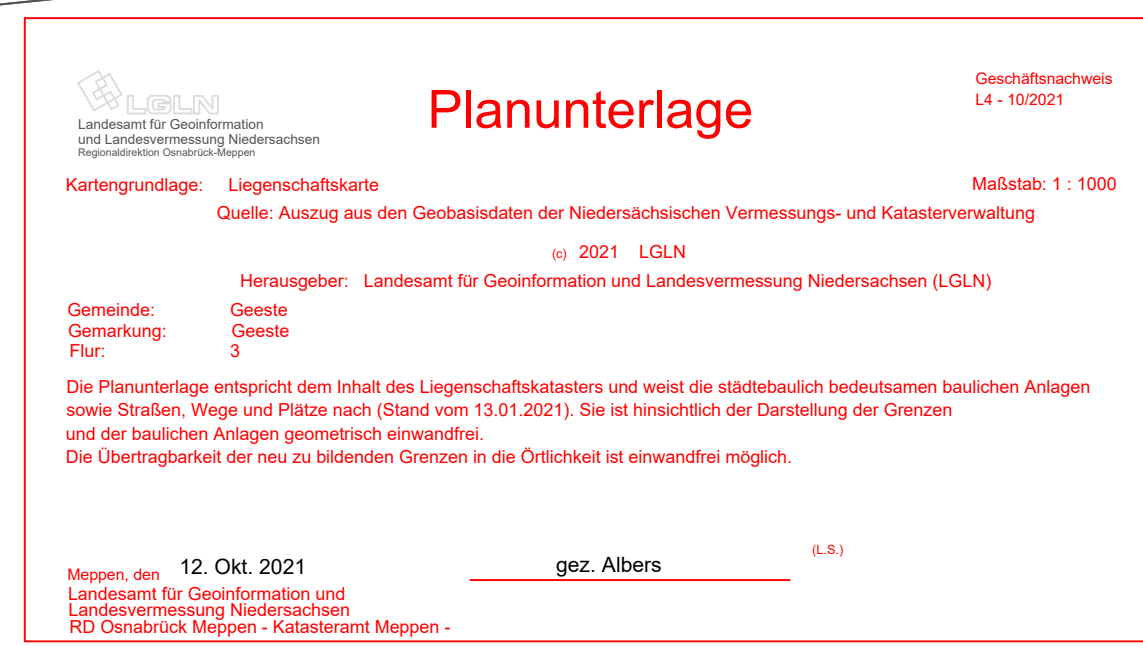 LGLN
Landesamt für Geoinformation
und Landesvermessung Niedersachsen
Regionaldirektion Osnabrück-Meppen
Planunterlage
Geschäftsnachweis
L4 - 10/2021
Kartengrundlage: Liegenschaftskarte Maßstab: 1 : 1000
Quelle: Auszug aus den Geobasisdaten der Niedersächsischen Vermessungs- und Katasterverwaltung
(c) 2021 LGLN
Herausgeber: Landesamt für Geoinformation und Landesvermessung Niedersachsen (LGLN)
Gemeinde: Geeste
Gemarkung: Geeste
Flur: 3
Die Planunterlage entspricht dem Inhalt des Liegenschaftskatasters und weist die städtebaulich bedeutsamen baulichen Anlagen
sowie Straßen, Wege und Plätze nach (Stand vom 13.01.2021). Sie ist hinsichtlich der Darstellung der Grenzen
und der baulichen Anlagen geometrisch einwandfrei.
Die Übertragbarkeit der neu zu bildenden Grenzen in die Örtlichkeit ist einwandfrei möglich.
(L.S.)
Meppen, den 12. Okt. 2021 gez. Albers
Landesamt für Geoinformation und
Landesvermessung Niedersachsen
RD Osnabrück Meppen - Katasteramt Meppen -